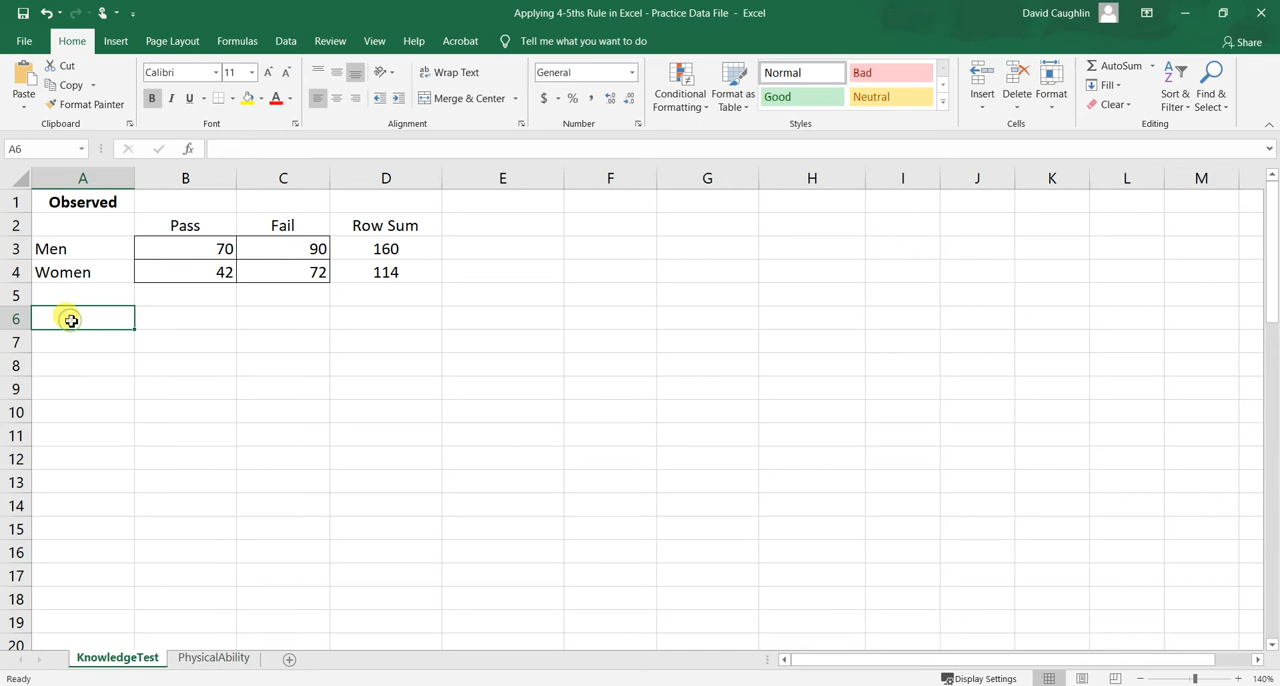 Applying 4-5ths Rule in Excel - Practice Data File - Excel
David Caughlin
File Home Insert Page Layout Formulas Data Review View Help Acrobat Tell me what you want to do Share
Paste
Cut
Copy
Format Painter
Clipboard
Calibri 11 A A
B I U A
Font
Wrap Text
Merge & Center
Alignment
General
$ % ,
Number
Conditional Formatting
Format as Table
Normal Bad
Good Neutral
Styles
Insert Delete Format
Cells
AutoSum
Fill
Clear
Sort & Filter
Find & Select
Editing
A6 fx
A B C D E F G H I J K L M
1 Observed
2 Pass Fail Row Sum
3 Men 70 90 160
4 Women 42 72 114
5
6
7
8
9
10
11
12
13
14
15
16
17
18
19
20
KnowledgeTest PhysicalAbility
Ready Display Settings 140%